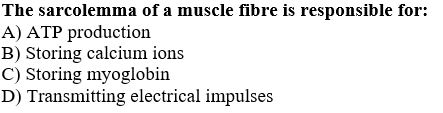 The sarcolemma of a muscle fibre is responsible for:
A) ATP production
B) Storing calcium ions
C) Storing myoglobin
D) Transmitting electrical impulses